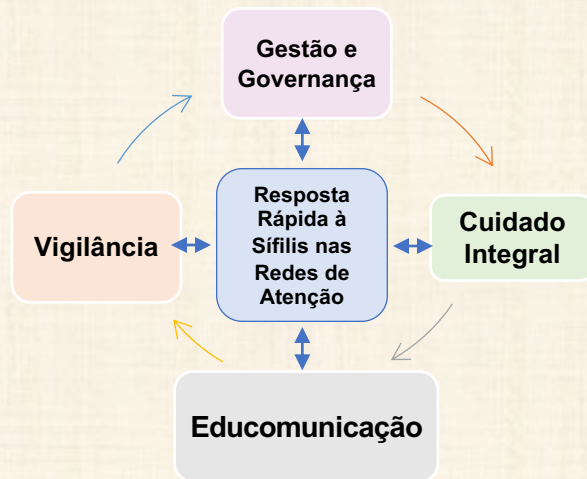 Gestão e
Governança
Vigilância
Resposta
Rápida à
Sífilis nas
Redes de
Atenção
Cuidado
Integral
Educomunicação